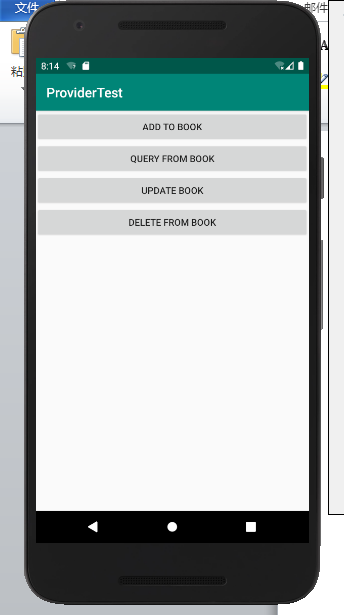 文件
邮件
粘
8:14
ProviderTest
ADD TO BOOK
QUERY FROM BOOK
UPDATE BOOK
DELETE FROM BOOK